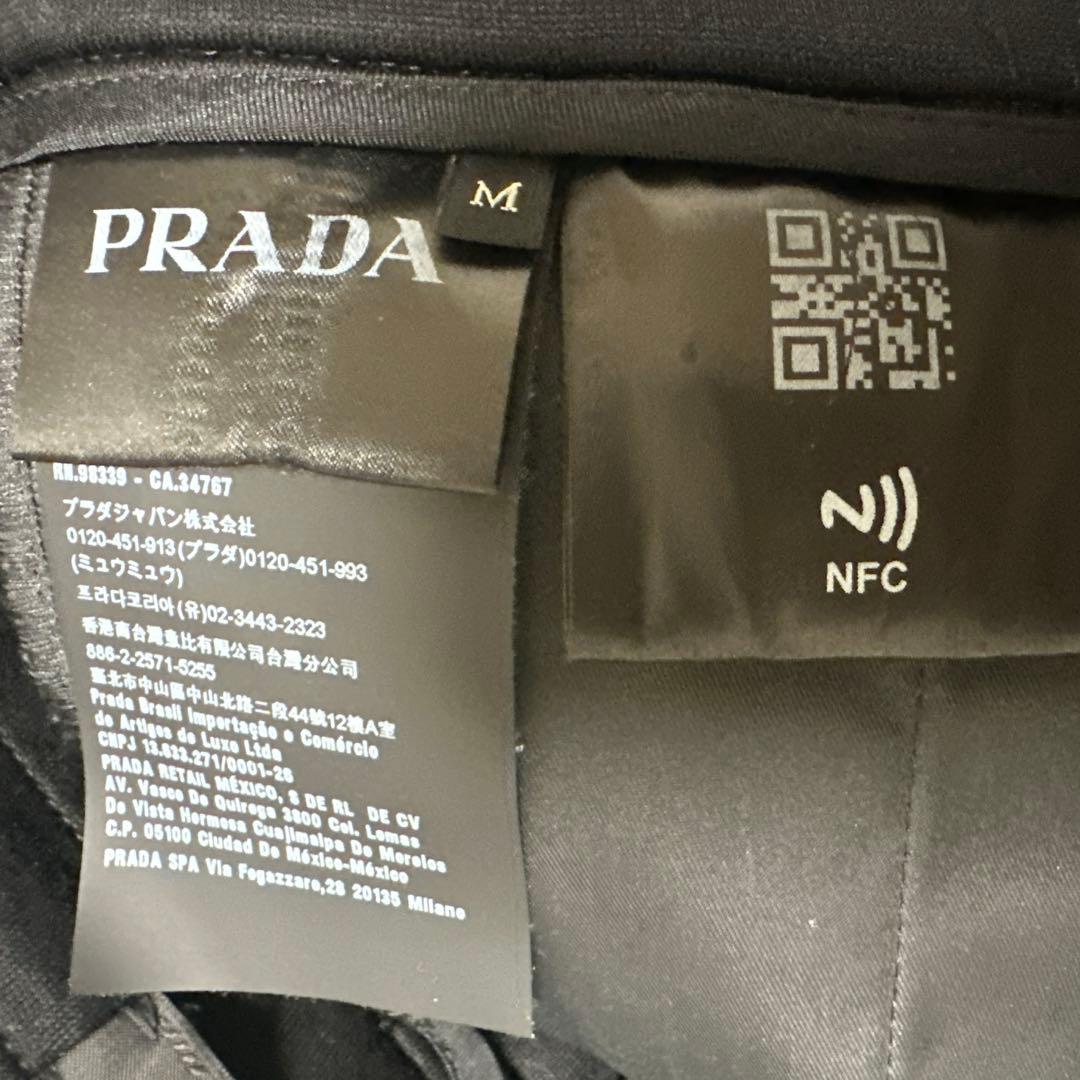 PRADA
M
RN.98339 - CA.34767
プラダジャパン株式会社
0120-451-913(プラダ)0120-451-993
(ミュウミュウ)
프라다코리아(유)02-3443-2323
香港商台灣重比有限公司台灣分公司
886-2-2571-5255
臺北市中山區中山北路二段44號12樓A室
Prada Brasil Importação e Comércio
de Artigos de Luxo Ltda
CNPJ 13.833.271/0001-26
PRADA RETAIL MÉXICO, S DE RL DE CV
AV. Vasco De Quiroga 3800 Col. Lomas
De Vista Hermosa Cuajimalpa De Morelos
C.P. 05100 Ciudad De México-México
PRADA SPA Via Fogazzaro,28 20135 Milano
NFC